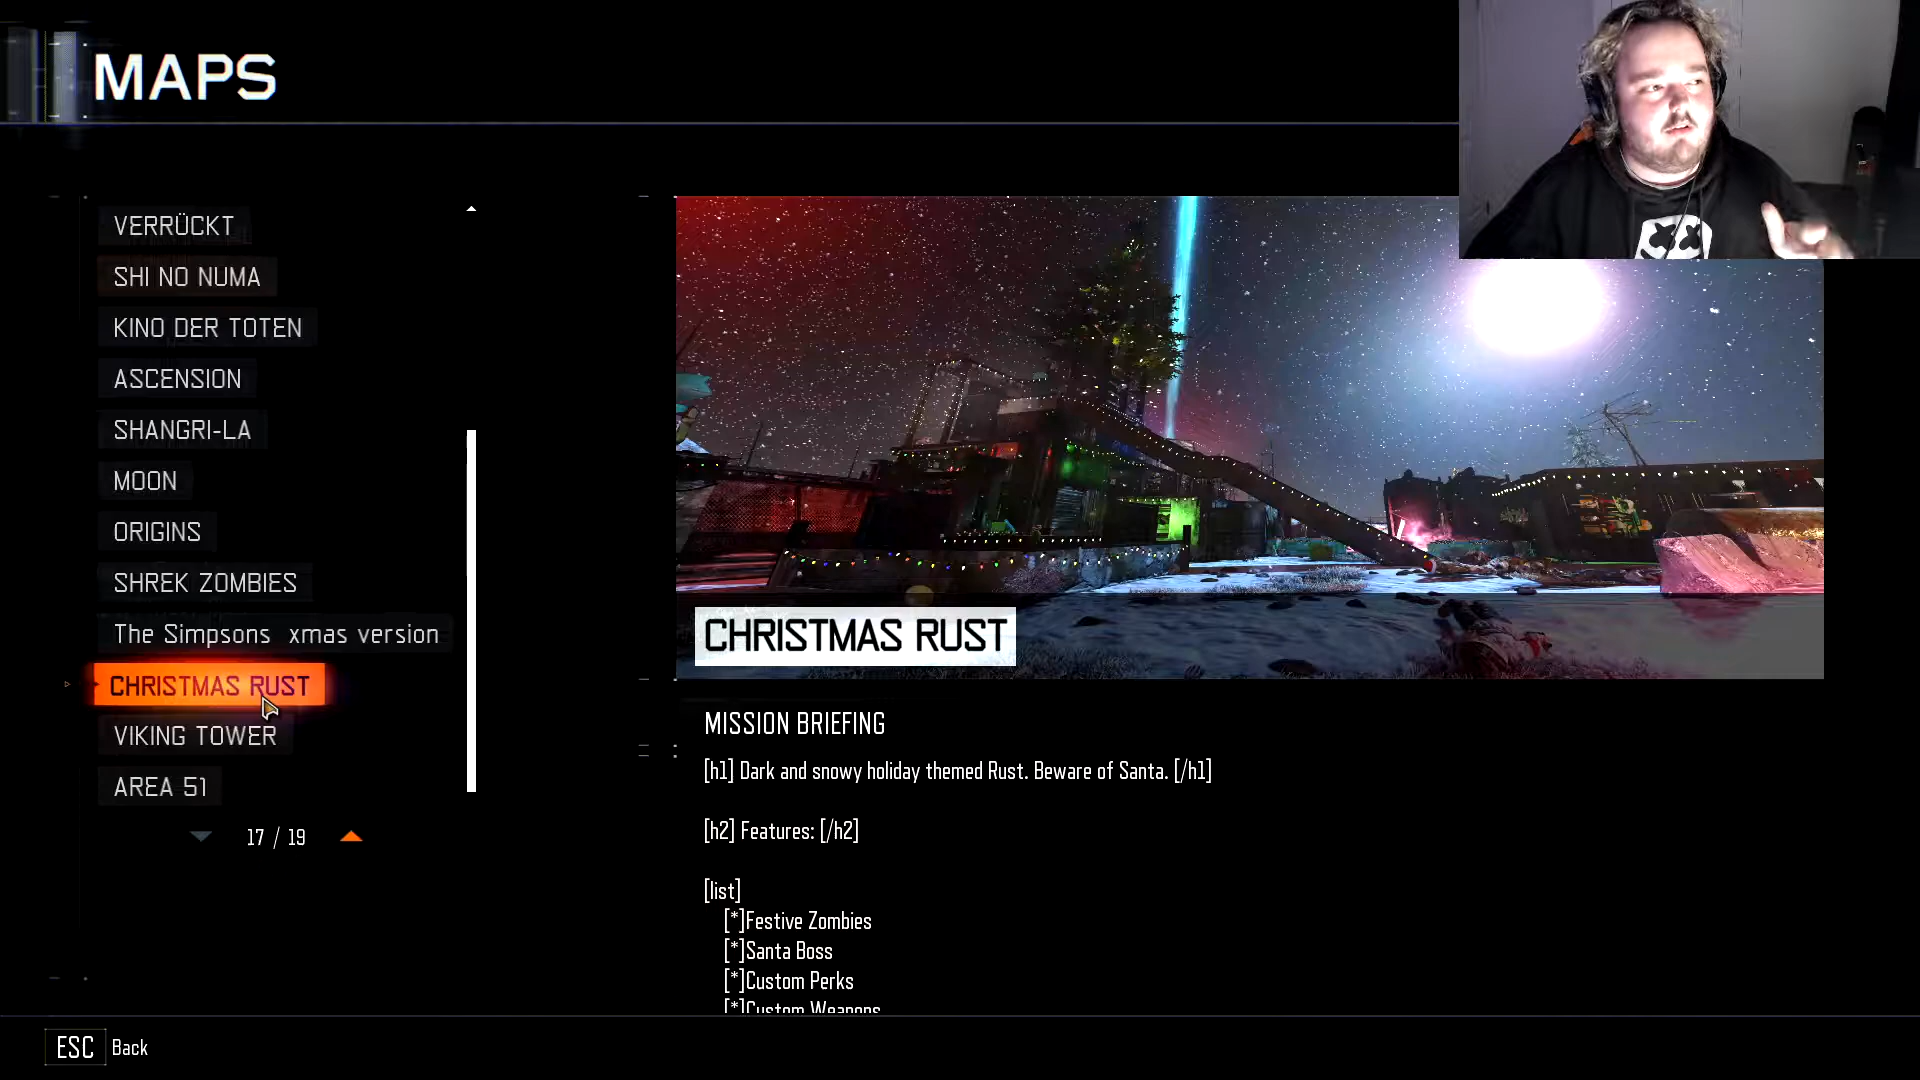 MAPS
VERRÜCKT
SHI NO NUMA
KINO DER TOTEN
ASCENSION
SHANGRI-LA
MOON
ORIGINS
SHREK ZOMBIES
The Simpsons xmas version
CHRISTMAS RUST
VIKING TOWER
AREA 51
17 / 19
CHRISTMAS RUST
MISSION BRIEFING
[h1] Dark and snowy holiday themed Rust. Beware of Santa. [/h1]
[h2] Features: [/h2]
[list]
[*]Festive Zombies
[*]Santa Boss
[*]Custom Perks
[*]Custom Weapons
ESC Back